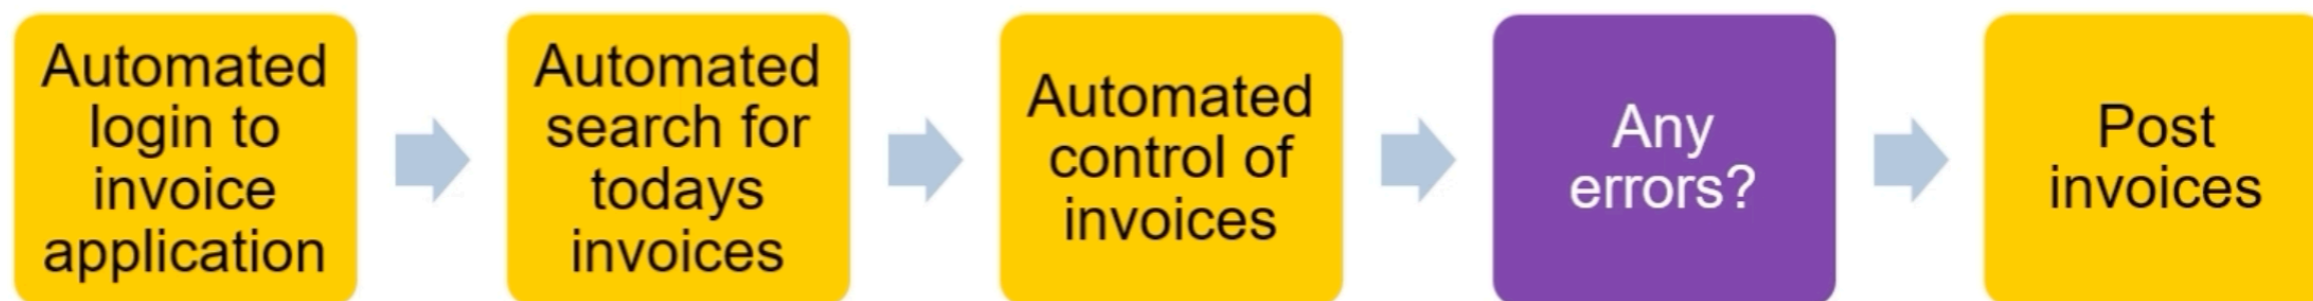 Automated
login to
invoice
application
Automated
search for
todays
invoices
Automated
control of
invoices
Any
errors?
Post
invoices